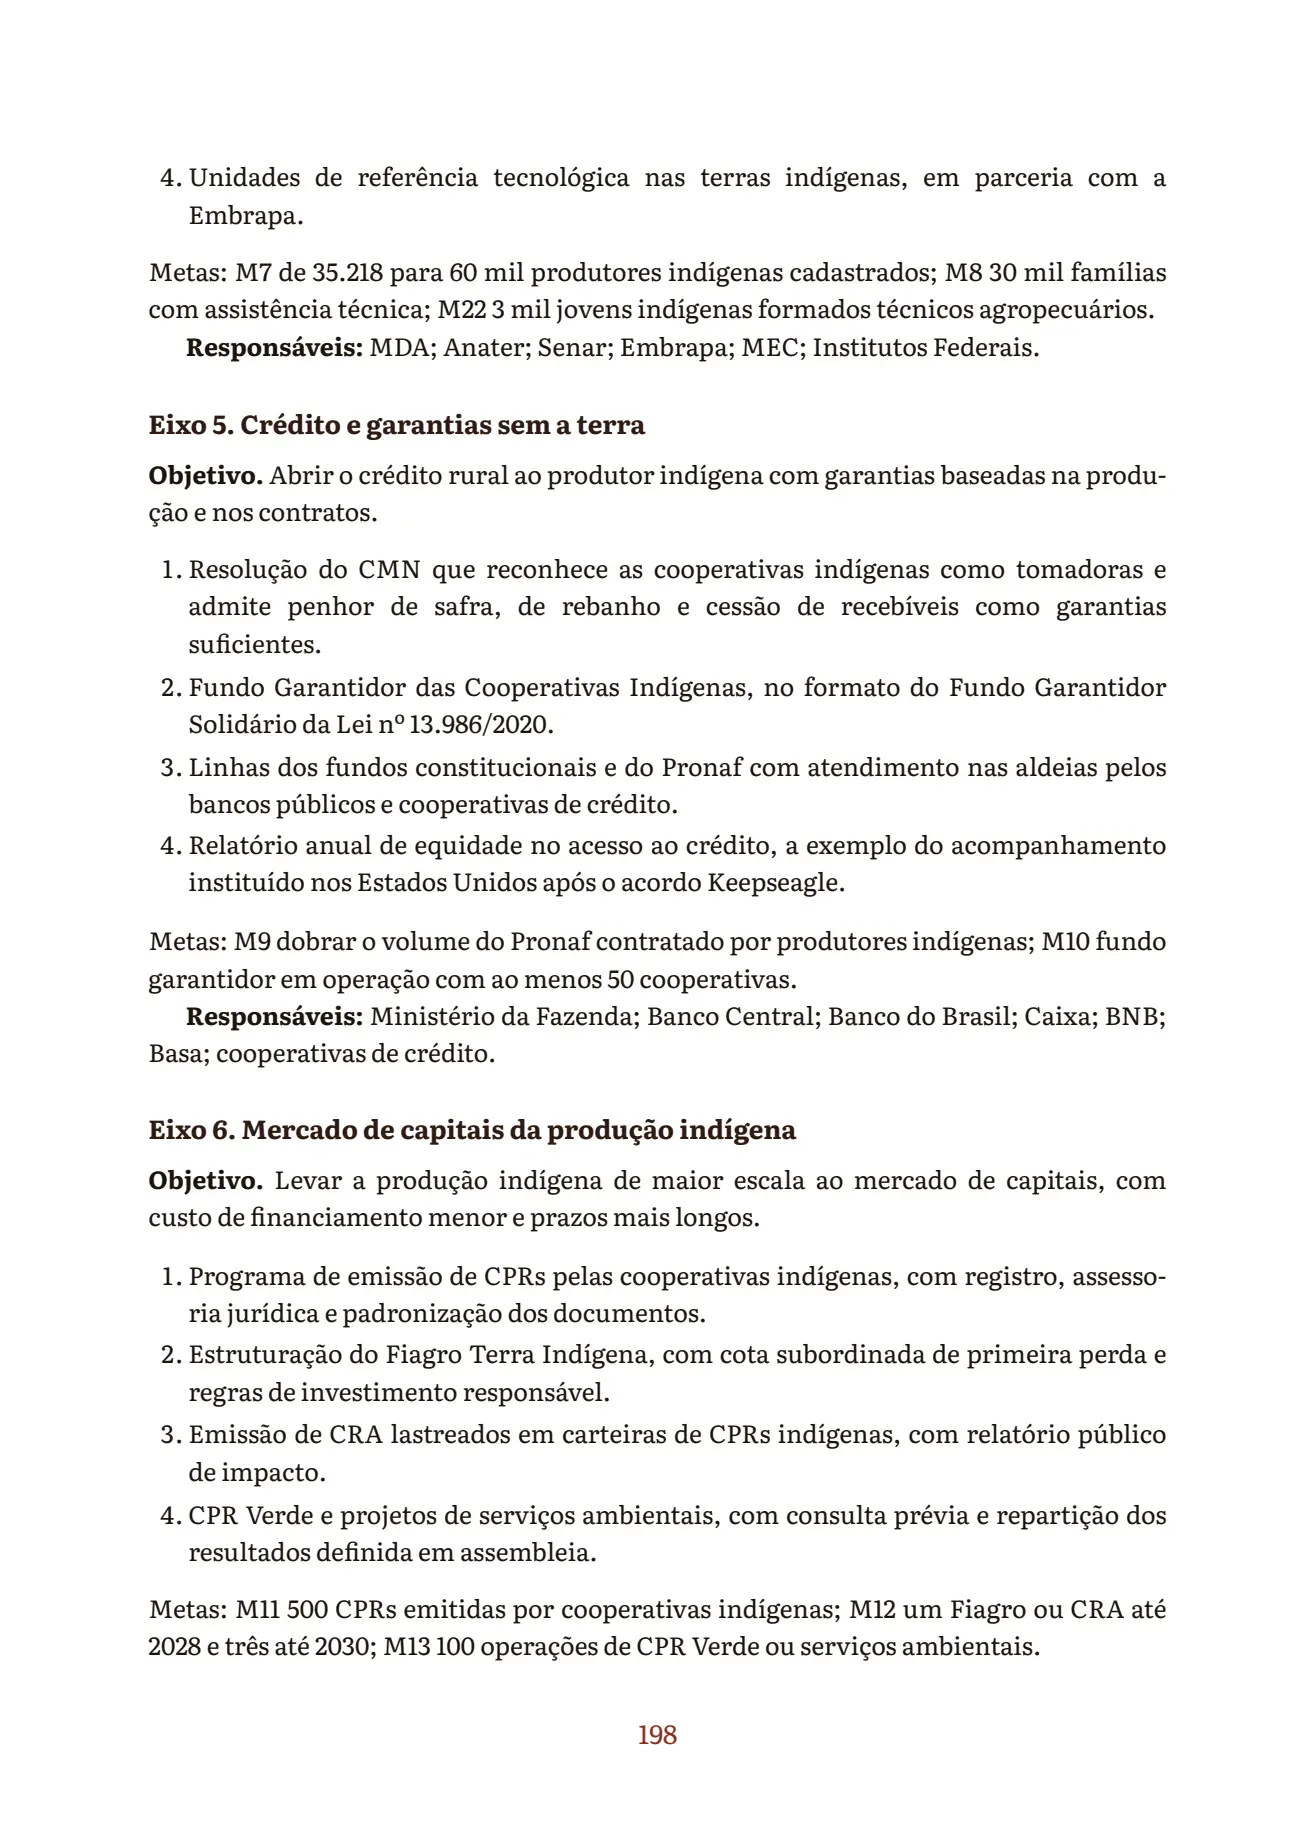 4. Unidades de referência tecnológica nas terras indígenas, em parceria com a
Embrapa.
Metas: M7 de 35.218 para 60 mil produtores indígenas cadastrados; M8 30 mil famílias
com assistência técnica; M22 3 mil jovens indígenas formados técnicos agropecuários.
Responsáveis: MDA; Anater; Senar; Embrapa; MEC; Institutos Federais.
Eixo 5. Crédito e garantias sem a terra
Objetivo. Abrir o crédito rural ao produtor indígena com garantias baseadas na produ-
ção e nos contratos.
1. Resolução do CMN que reconhece as cooperativas indígenas como tomadoras e
admite penhor de safra, de rebanho e cessão de recebíveis como garantias
suficientes.
2. Fundo Garantidor das Cooperativas Indígenas, no formato do Fundo Garantidor
Solidário da Lei nº 13.986/2020.
3. Linhas dos fundos constitucionais e do Pronaf com atendimento nas aldeias pelos
bancos públicos e cooperativas de crédito.
4. Relatório anual de equidade no acesso ao crédito, a exemplo do acompanhamento
instituído nos Estados Unidos após o acordo Keepseagle.
Metas: M9 dobrar o volume do Pronaf contratado por produtores indígenas; M10 fundo
garantidor em operação com ao menos 50 cooperativas.
Responsáveis: Ministério da Fazenda; Banco Central; Banco do Brasil; Caixa; BNB;
Basa; cooperativas de crédito.
Eixo 6. Mercado de capitais da produção indígena
Objetivo. Levar a produção indígena de maior escala ao mercado de capitais, com
custo de financiamento menor e prazos mais longos.
1. Programa de emissão de CPRs pelas cooperativas indígenas, com registro, assesso-
ria jurídica e padronização dos documentos.
2. Estruturação do Fiagro Terra Indígena, com cota subordinada de primeira perda e
regras de investimento responsável.
3. Emissão de CRA lastreados em carteiras de CPRs indígenas, com relatório público
de impacto.
4. CPR Verde e projetos de serviços ambientais, com consulta prévia e repartição dos
resultados definida em assembleia.
Metas: M11 500 CPRs emitidas por cooperativas indígenas; M12 um Fiagro ou CRA até
2028 e três até 2030; M13 100 operações de CPR Verde ou serviços ambientais.
198